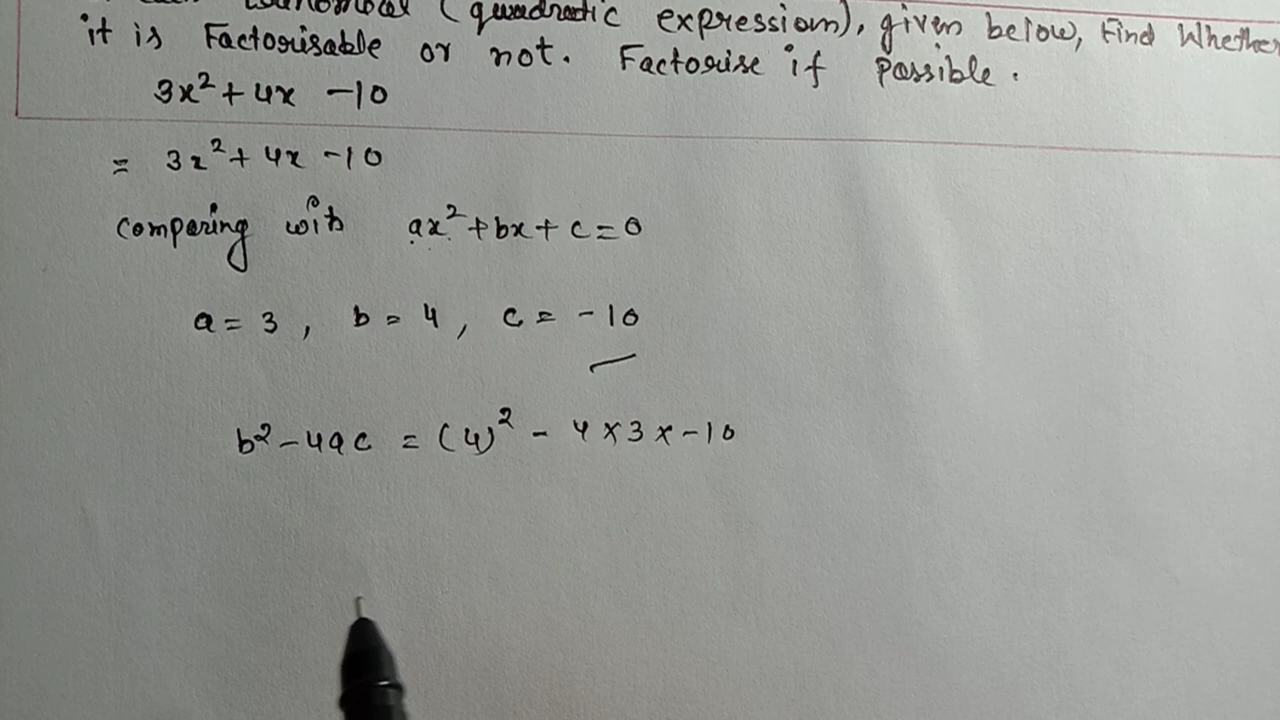 (quadratic expression), given below, Find Whether
it is Factorisable or not. Factorise if possible.
3x² + 4x - 10
= 3x² + 4x - 10
comparing with ax² + bx + c = 0
a = 3, b = 4, c = -10
b² - 4ac = (4)² - 4 × 3 × -10